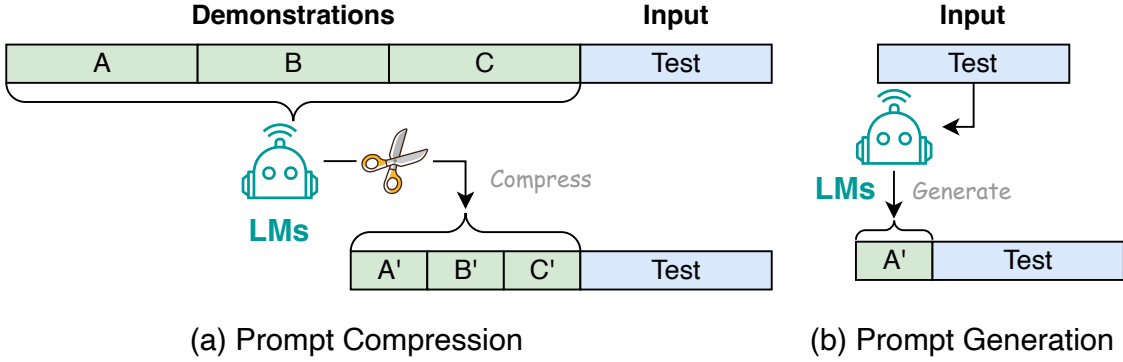 Demonstrations Input
A B C Test
LMs
Compress
A' B' C' Test
(a) Prompt Compression
Input
Test
LMs
Generate
A' Test
(b) Prompt Generation